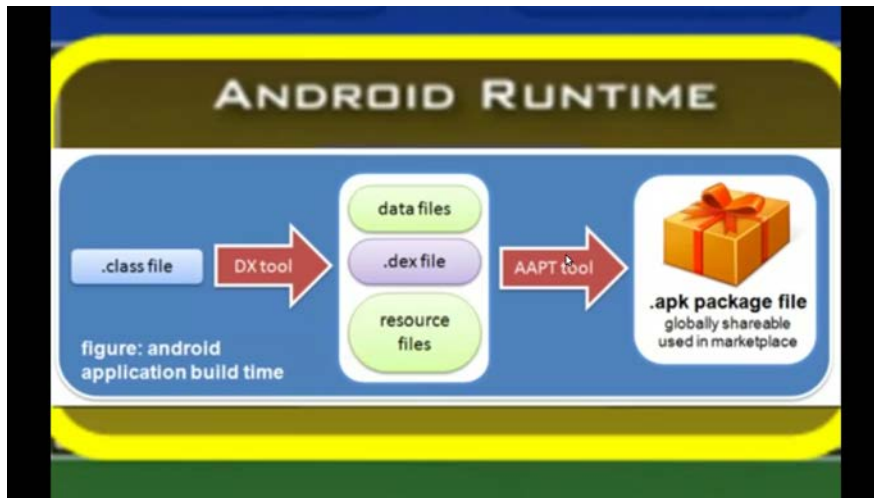 ANDROID RUNTIME
.class file
DX tool
data files
.dex file
resource
files
AAPT tool
.apk package file
globally shareable
used in marketplace
figure: android
application build time